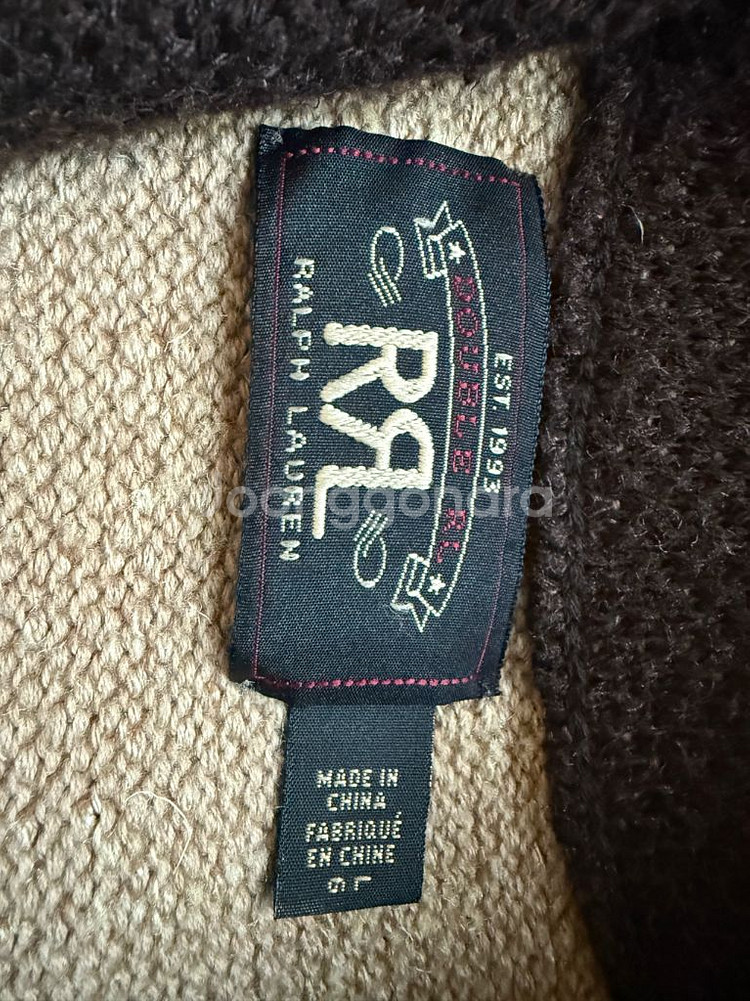 EST. 1993
DOUBLE RL
RRL
RALPH LAUREN
MADE IN
CHINA
FABRIQUÉ
EN CHINE
L
G